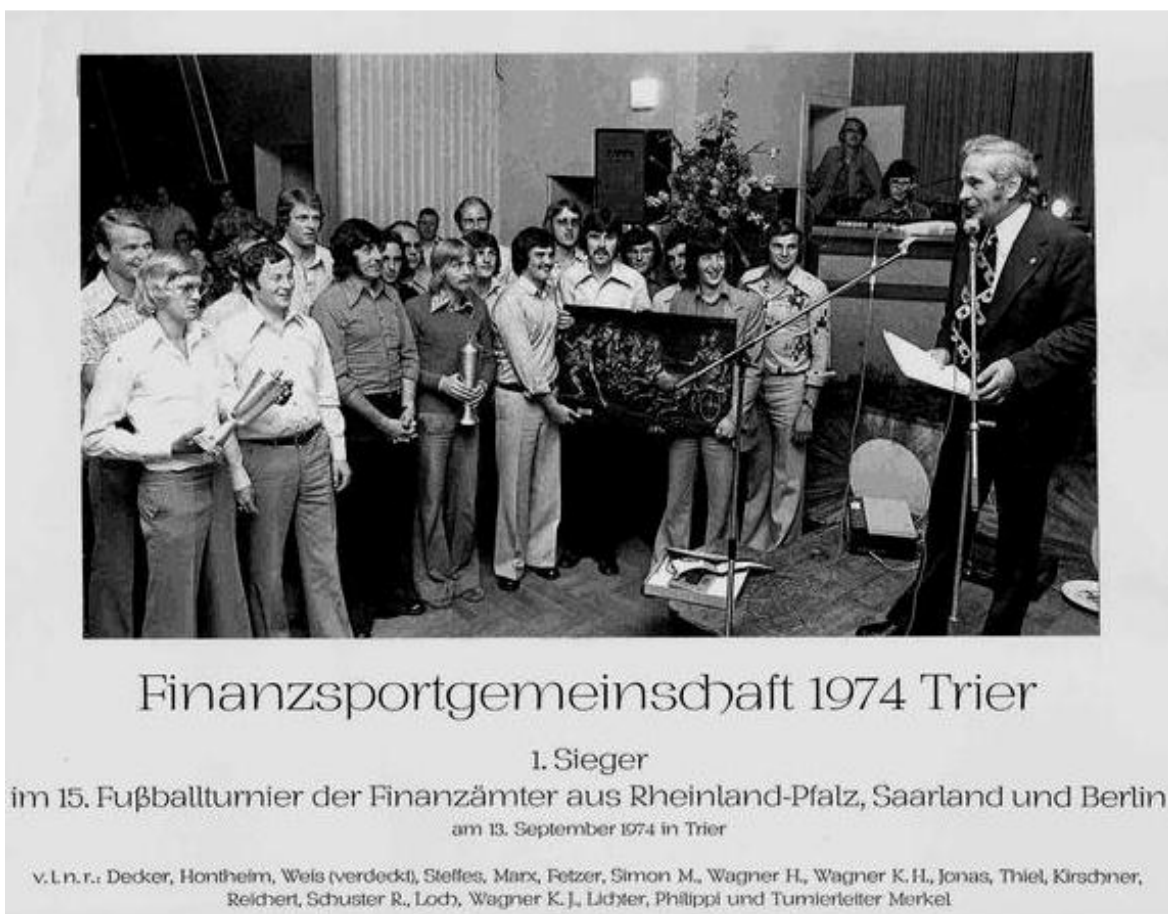 Finanzsportgemeinschaft 1974 Trier
1. Sieger
im 15. Fußballturnier der Finanzämter aus Rheinland-Pfalz, Saarland und Berlin
am 13. September 1974 in Trier
v. l. n. r.: Decker, Hontheim, Weis (verdeckt), Steffes, Marx, Fetzer, Simon M., Wagner H., Wagner K. H., Jonas, Thiel, Kirschner,
Reichert, Schuster R., Loch, Wagner K. J., Lichter, Philippi und Turnierleiter Merkel